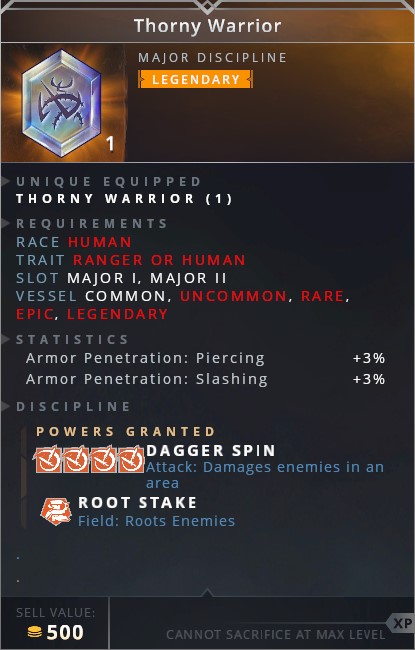 Thorny Warrior
MAJOR DISCIPLINE
LEGENDARY
1
UNIQUE EQUIPPED
THORNY WARRIOR (1)
REQUIREMENTS
RACE HUMAN
TRAIT RANGER OR HUMAN
SLOT MAJOR I, MAJOR II
VESSEL COMMON, UNCOMMON, RARE,
EPIC, LEGENDARY
STATISTICS
Armor Penetration: Piercing +3%
Armor Penetration: Slashing +3%
DISCIPLINE
POWERS GRANTED
DAGGER SPIN
Attack: Damages enemies in an
area
ROOT STAKE
Field: Roots Enemies
.
.
SELL VALUE:
500
XP
CANNOT SACRIFICE AT MAX LEVEL